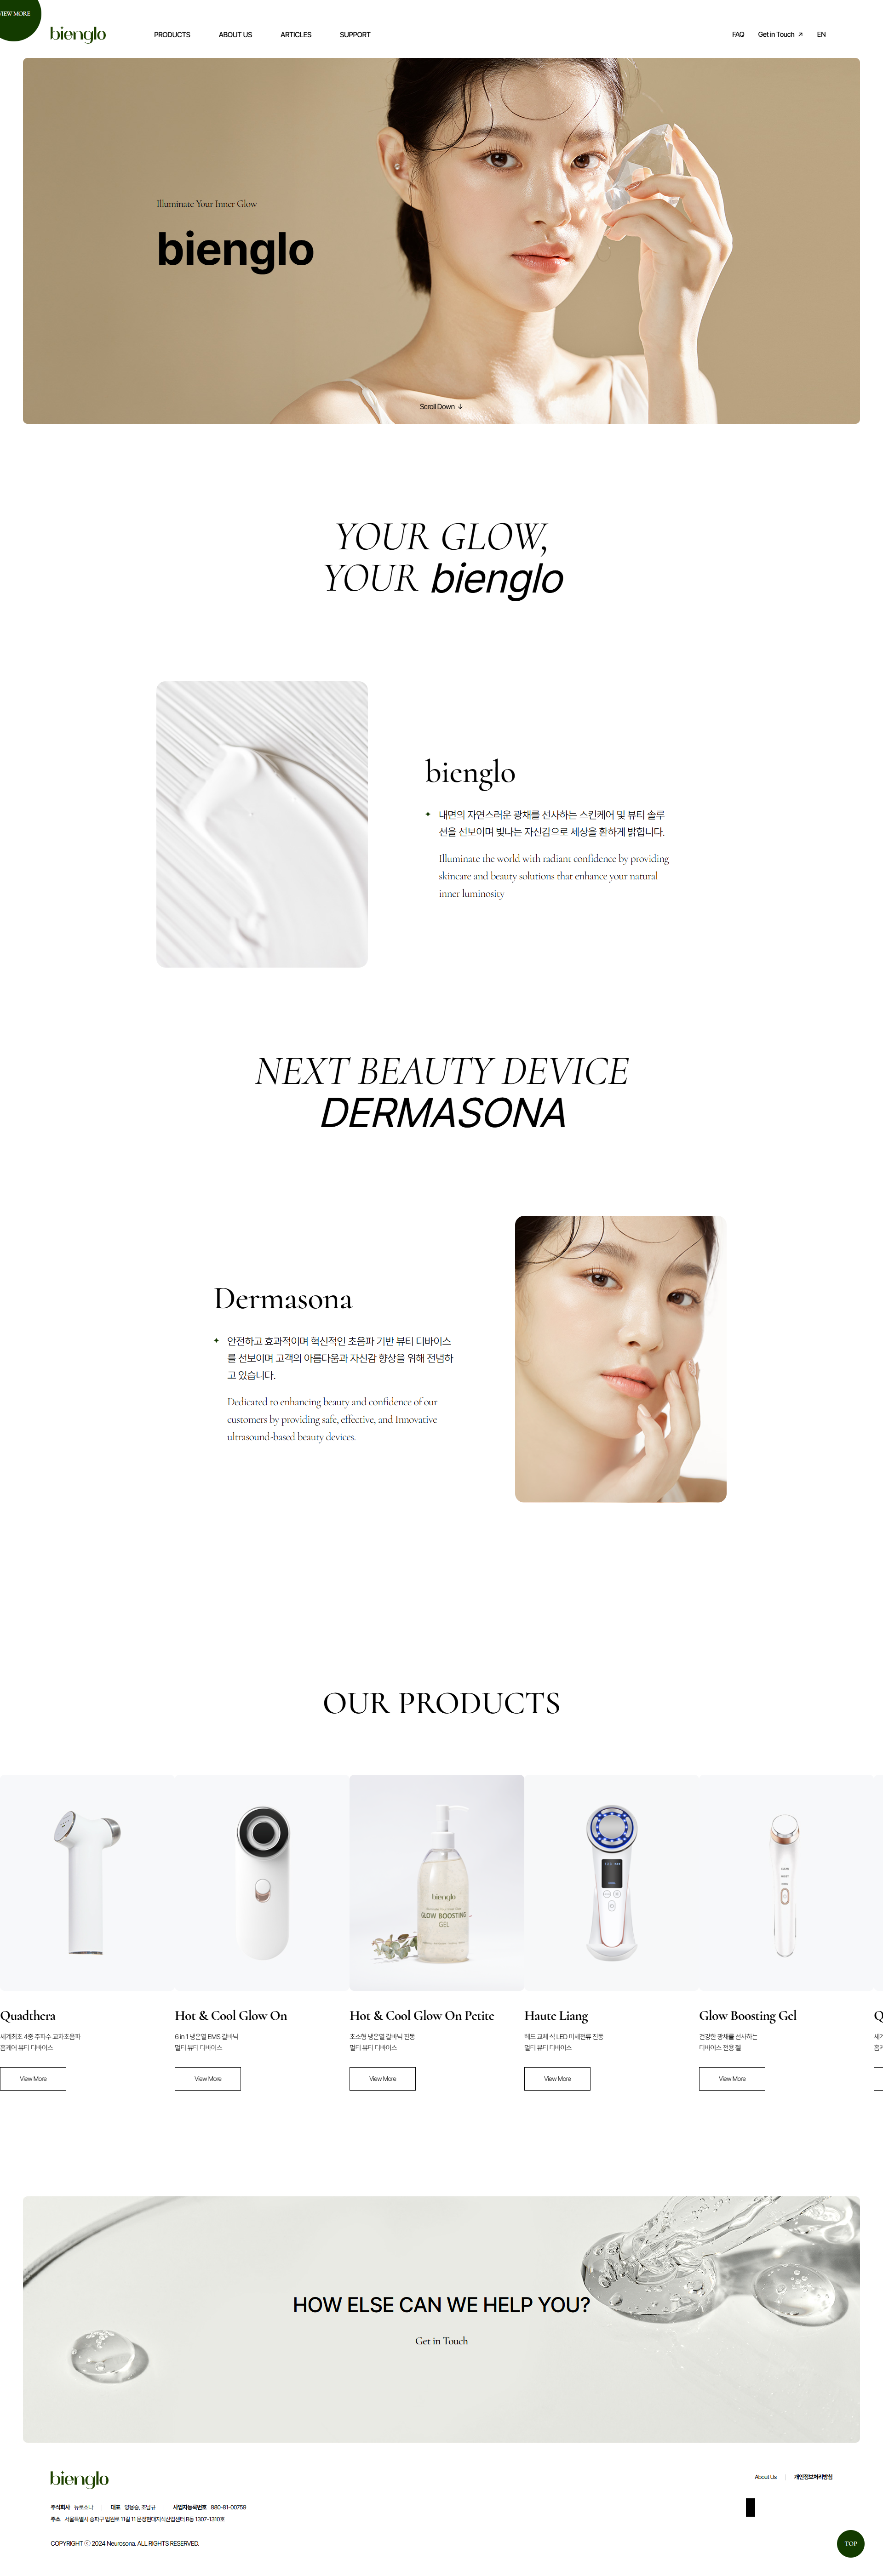 VIEW MORE
bienglo
PRODUCTS ABOUT US ARTICLES SUPPORT
FAQ Get in Touch ↗ EN
Illuminate Your Inner Glow
bienglo
Scroll Down ↓
YOUR GLOW,
YOUR bienglo
bienglo
내면의 자연스러운 광채를 선사하는 스킨케어 및 뷰티 솔루
션을 선보이며 빛나는 자신감으로 세상을 환하게 밝힙니다.
Illuminate the world with radiant confidence by providing
skincare and beauty solutions that enhance your natural
inner luminosity
NEXT BEAUTY DEVICE
DERMASONA
Dermasona
안전하고 효과적이며 혁신적인 초음파 기반 뷰티 디바이스
를 선보이며 고객의 아름다움과 자신감 향상을 위해 전념하
고 있습니다.
Dedicated to enhancing beauty and confidence of our
customers by providing safe, effective, and Innovative
ultrasound-based beauty devices.
OUR PRODUCTS
bienglo
GLOW BOOSTING
GEL
Quadthera
세계최초 4중 주파수 교차초음파
홈케어 뷰티 디바이스
View More
Hot & Cool Glow On
6 in 1 냉온열 EMS 갈바닉
멀티 뷰티 디바이스
View More
Hot & Cool Glow On Petite
초소형 냉온열 갈바닉 진동
멀티 뷰티 디바이스
View More
Haute Liang
헤드 교체 식 LED 미세전류 진동
멀티 뷰티 디바이스
View More
Glow Boosting Gel
건강한 광채를 선사하는
디바이스 전용 젤
View More
HOW ELSE CAN WE HELP YOU?
Get in Touch
bienglo
About Us 개인정보처리방침
주식회사 뉴로소나 대표 양용승, 조남규 사업자등록번호 880-81-00759
주소 서울특별시 송파구 법원로 11길 11 문정현대지식산업센터 B동 1307-1310호
COPYRIGHT ⓒ 2024 Neurosona. ALL RIGHTS RESERVED.
TOP